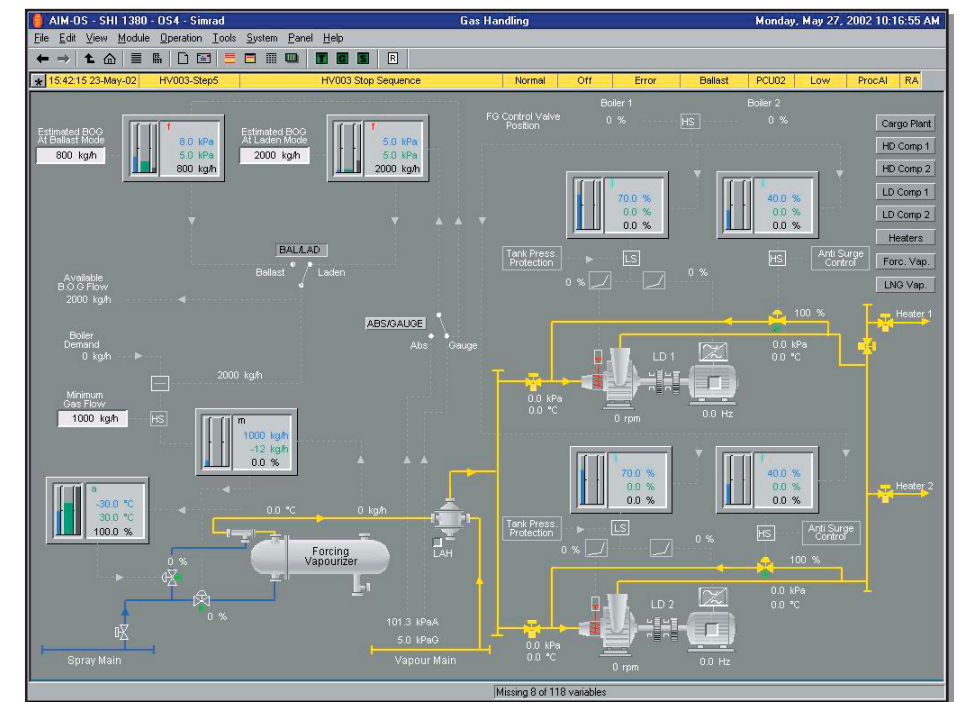 AIM-OS - SHI 1380 - OS4 - Simrad Gas Handling Monday, May 27, 2002 10:16:55 AM
File Edit View Module Operation Tools System Panel Help
T G S R
* 15:42:15 23-May-02 HV003-Step5 HV003 Stop Sequence Normal Off Error Ballast PCU02 Low ProcAl RA
Boiler 1 Boiler 2
FG Control Valve
Position
0 % HS 0 %
Cargo Plant
HD Comp 1
HD Comp 2
LD Comp 1
LD Comp 2
Heaters
Forc. Vap.
LNG Vap.
Estimated BOG
At Ballast Mode
800 kg/h
f
8.0 kPa
5.0 kPa
800 kg/h
Estimated BOG
At Laden Mode
2000 kg/h
f
5.0 kPa
5.0 kPa
2000 kg/h
i
70.0 %
0.0 %
0.0 %
i
40.0 %
0.0 %
0.0 %
BAL/LAD
Ballast Laden
Tank Press.
Protection
LS
HS
Anti Surge
Control
0 %
0 %
Available
B.O.G Flow
2000 kg/h
ABS/GAUGE
Abs Gauge
100 %
Heater 1
0.0 kPa
0.0 °C
Boiler
Demand
0 kg/h
2000 kg/h
LD 1
0.0 kPa
0.0 °C
0 rpm
0.0 Hz
Minimum
Gas Flow
1000 kg/h
HS
m
1000 kg/h
-12 kg/h
0.0 %
70.0 %
0.0 %
0.0 %
40.0 %
0.0 %
0.0 %
Heater 2
a
-30.0 °C
30.0 °C
100.0 %
0.0 °C
0 kg/h
LAH
Forcing
Vapourizer
Tank Press.
Protection
LS
HS
Anti Surge
Control
0 %
0 %
100 %
0 %
0 %
0.0 kPa
0.0 °C
LD 2
101.3 kPaA
5.0 kPaG
0.0 kPa
0.0 °C
0 rpm
0.0 Hz
Spray Main
Vapour Main
Missing 8 of 118 variables